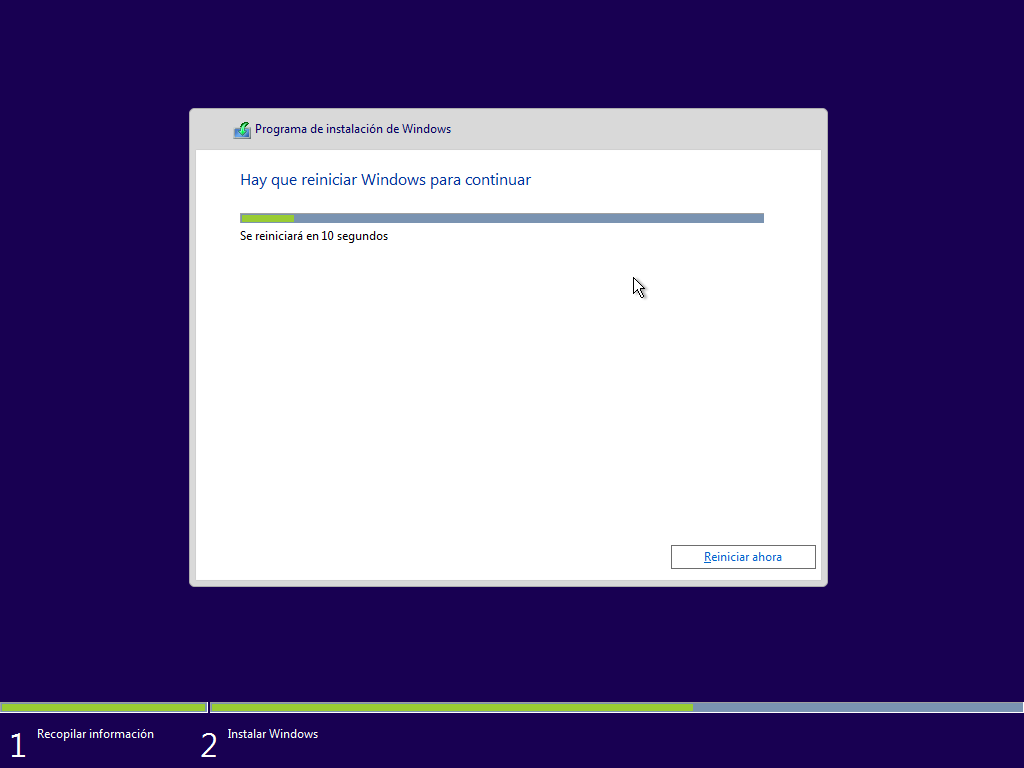 Programa de instalación de Windows
Hay que reiniciar Windows para continuar
Se reiniciará en 10 segundos
Reiniciar ahora
1 Recopilar información
2 Instalar Windows